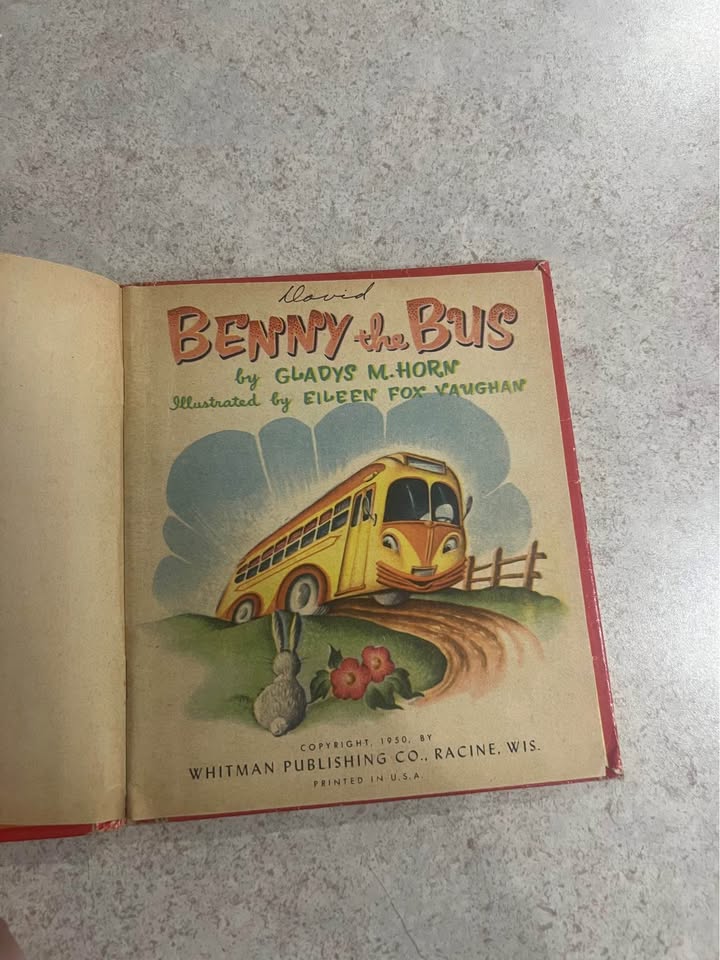 David
BENNY the BUS
by GLADYS M. HORN
Illustrated by EILEEN FOX VAUGHAN
COPYRIGHT, 1950, BY
WHITMAN PUBLISHING CO., RACINE, WIS.
PRINTED IN U.S.A.